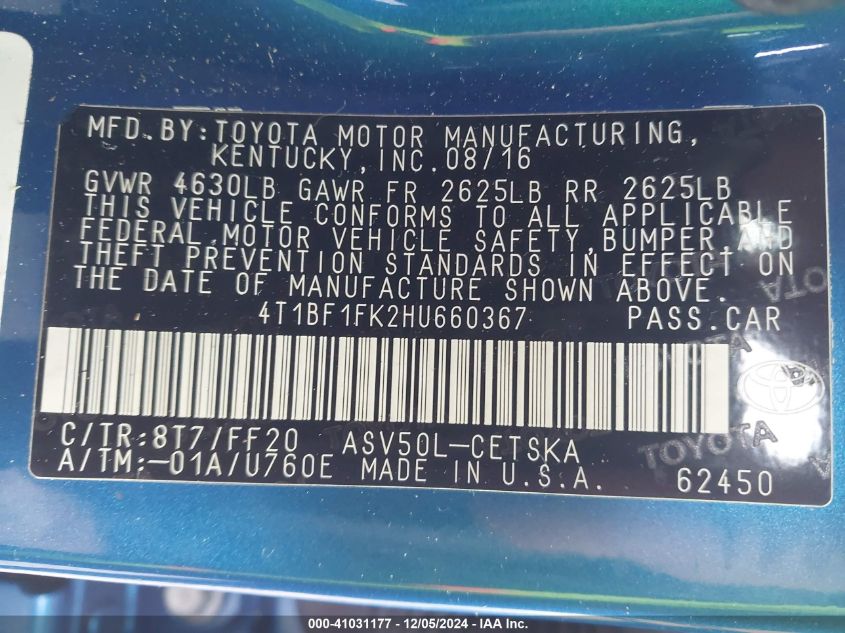 MFD. BY: TOYOTA MOTOR MANUFACTURING,
KENTUCKY, INC. 08/16
GVWR 4630LB GAWR FR 2625LB RR 2625LB
THIS VEHICLE CONFORMS TO ALL APPLICABLE
FEDERAL MOTOR VEHICLE SAFETY, BUMPER, AND
THEFT PREVENTION STANDARDS IN EFFECT ON
THE DATE OF MANUFACTURE SHOWN ABOVE.
4T1BF1FK2HU660367 PASS. CAR
C/TR: 8T7/FF20 ASV50L-CETSKA
A/TM: -01A/U760E MADE IN U.S.A. 62450
TOYOTA
TOYOTA
000-41031177 - 12/05/2024 - IAA Inc.